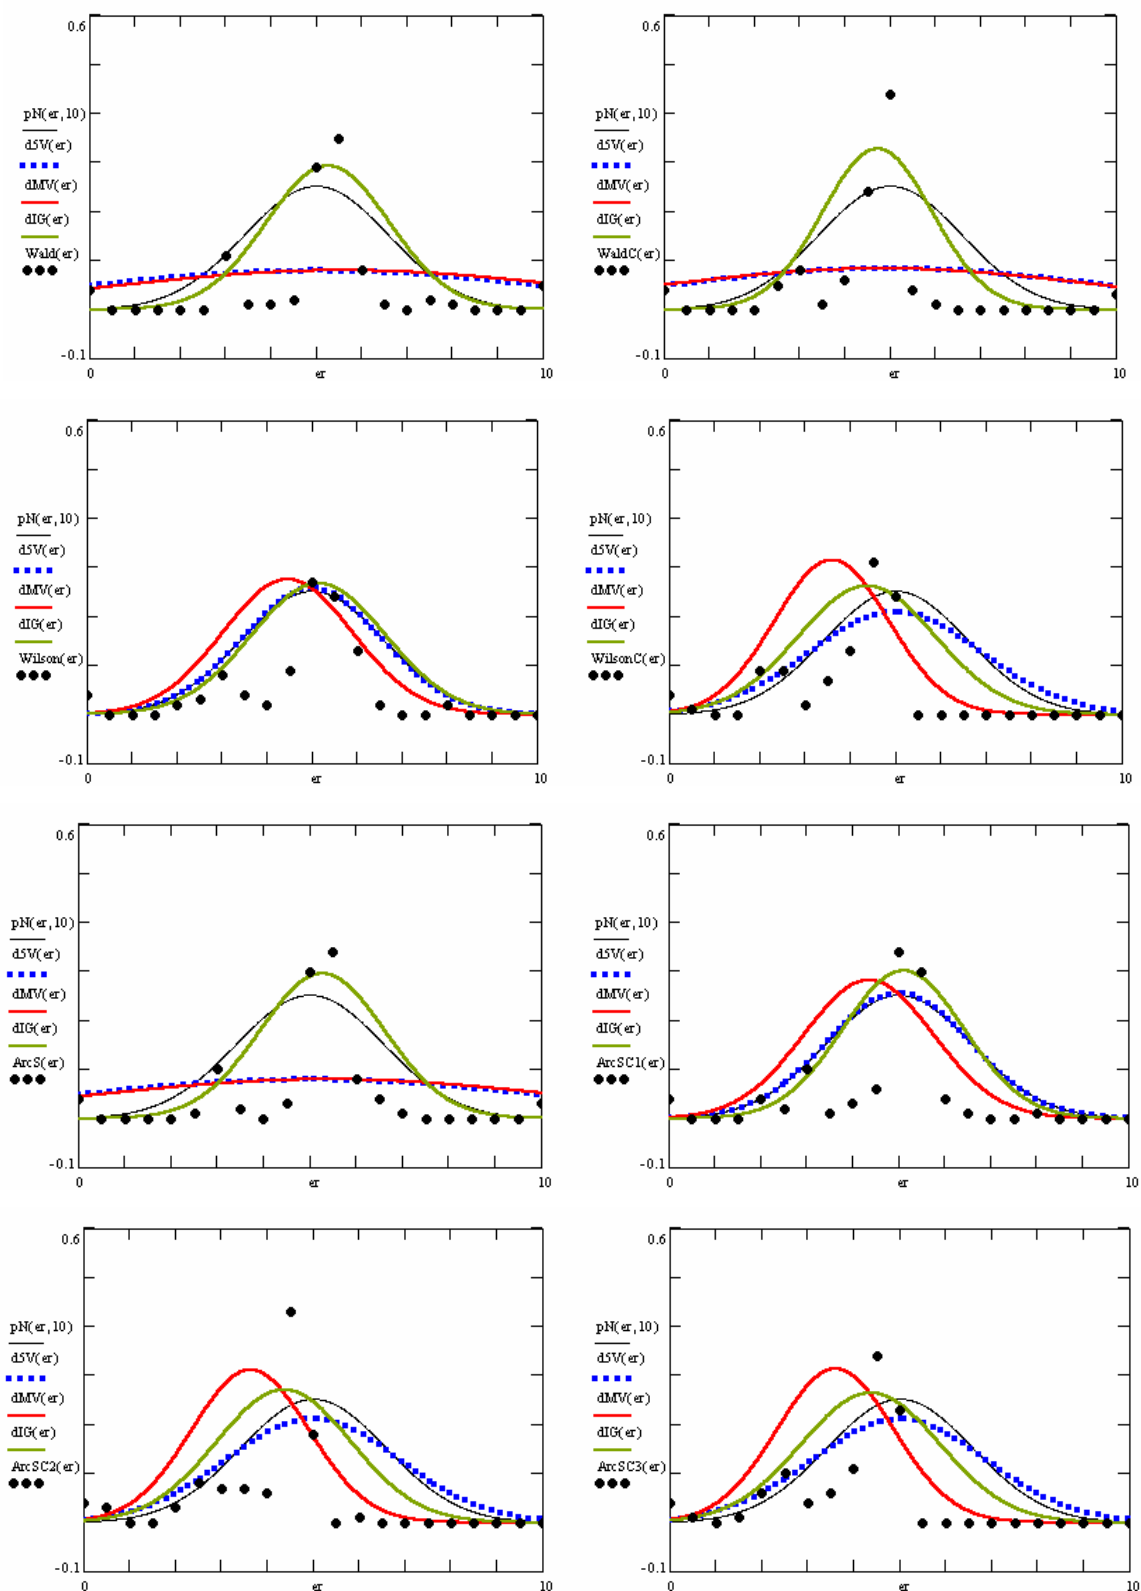 0.6
pN(er,10)
d5V(er)
dMV(er)
dIG(er)
Wald(er)
-0.1
0
er
10
0.6
pN(er,10)
d5V(er)
dMV(er)
dIG(er)
WaldC(er)
-0.1
0
er
10
0.6
pN(er,10)
d5V(er)
dMV(er)
dIG(er)
Wilson(er)
-0.1
0
er
10
0.6
pN(er,10)
d5V(er)
dMV(er)
dIG(er)
WilsonC(er)
-0.1
0
er
10
0.6
pN(er,10)
d5V(er)
dMV(er)
dIG(er)
ArcS(er)
-0.1
0
er
10
0.6
pN(er,10)
d5V(er)
dMV(er)
dIG(er)
ArcSC1(er)
-0.1
0
er
10
0.6
pN(er,10)
d5V(er)
dMV(er)
dIG(er)
ArcSC2(er)
-0.1
0
er
10
0.6
pN(er,10)
d5V(er)
dMV(er)
dIG(er)
ArcSC3(er)
-0.1
0
er
10